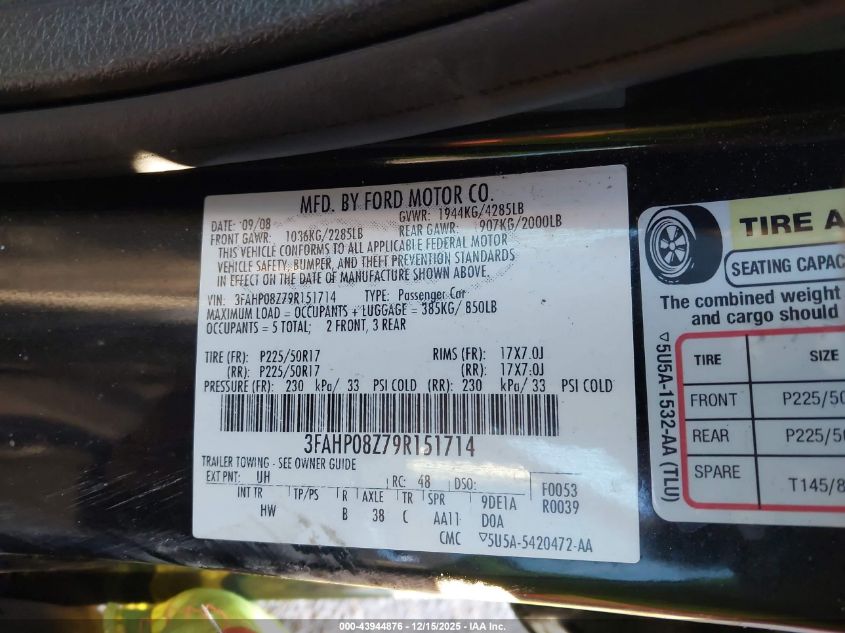 MFD. BY FORD MOTOR CO.
DATE: 09/08 GVWR: 1944KG/4285LB
FRONT GAWR: 1036KG/2285LB REAR GAWR: 907KG/2000LB
THIS VEHICLE CONFORMS TO ALL APPLICABLE FEDERAL MOTOR
VEHICLE SAFETY, BUMPER, AND THEFT PREVENTION STANDARDS
IN EFFECT ON THE DATE OF MANUFACTURE SHOWN ABOVE.
VIN: 3FAHP08Z79R151714 TYPE: Passenger Car
MAXIMUM LOAD = OCCUPANTS + LUGGAGE = 385KG/ 850LB
OCCUPANTS = 5 TOTAL; 2 FRONT, 3 REAR
TIRE (FR): P225/50R17 RIMS (FR): 17X7.0J
(RR): P225/50R17 (RR): 17X7.0J
PRESSURE (FR): 230 kPa/ 33 PSI COLD (RR): 230 kPa/ 33 PSI COLD
3FAHP08Z79R151714
TRAILER TOWING - SEE OWNER GUIDE
EXT PNT: UH RC: 48 DSO: F0053
INT TR TP/PS R AXLE TR SPR 9DE1A R0039
HW B 38 C AA11 D0A
CMC ▽5U5A-5420472-AA
TIRE A
SEATING CAPAC
The combined weight
and cargo should
TIRE SIZE
FRONT P225/50
REAR P225/50
SPARE T145/8
▽5U5A-1532-AA (TLU)
000-43944876 - 12/15/2025 - IAA Inc.